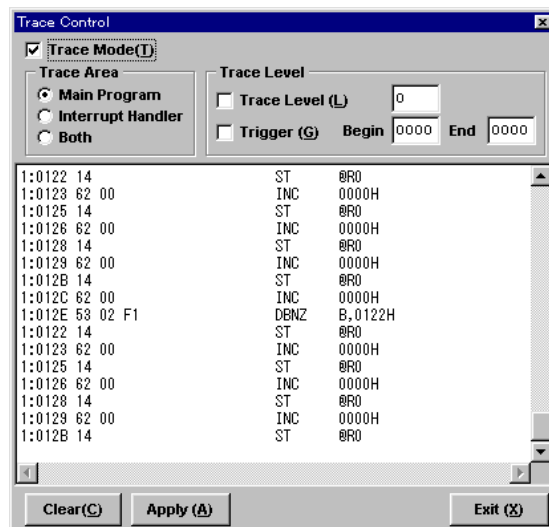 Trace Control
Trace Mode(T)
Trace Area
Main Program
Interrupt Handler
Both
Trace Level
Trace Level (L) 0
Trigger (G) Begin 0000 End 0000
1:0122 14 ST @R0
1:0123 62 00 INC 0000H
1:0125 14 ST @R0
1:0126 62 00 INC 0000H
1:0128 14 ST @R0
1:0129 62 00 INC 0000H
1:012B 14 ST @R0
1:012C 62 00 INC 0000H
1:012E 53 02 F1 DBNZ B,0122H
1:0122 14 ST @R0
1:0123 62 00 INC 0000H
1:0125 14 ST @R0
1:0126 62 00 INC 0000H
1:0128 14 ST @R0
1:0129 62 00 INC 0000H
1:012B 14 ST @R0
Clear(C) Apply (A) Exit (X)